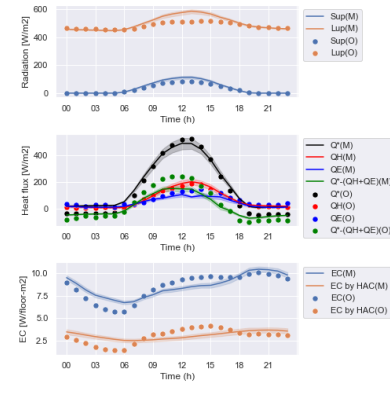 600
400
200
0
Radiation [W/m2]
00 03 06 09 12 15 18 21
Time (h)
Sup(M)
Lup(M)
Sup(O)
Lup(O)
400
200
0
Heat flux [W/m2]
00 03 06 09 12 15 18 21
Time (h)
Q*(M)
QH(M)
QE(M)
Q*-(QH+QE)(M)
Q*(O)
QH(O)
QE(O)
Q*-(QH+QE)(O)
10.0
7.5
5.0
2.5
EC [W/floor-m2]
00 03 06 09 12 15 18 21
Time (h)
EC(M)
EC by HAC(M)
EC(O)
EC by HAC(O)